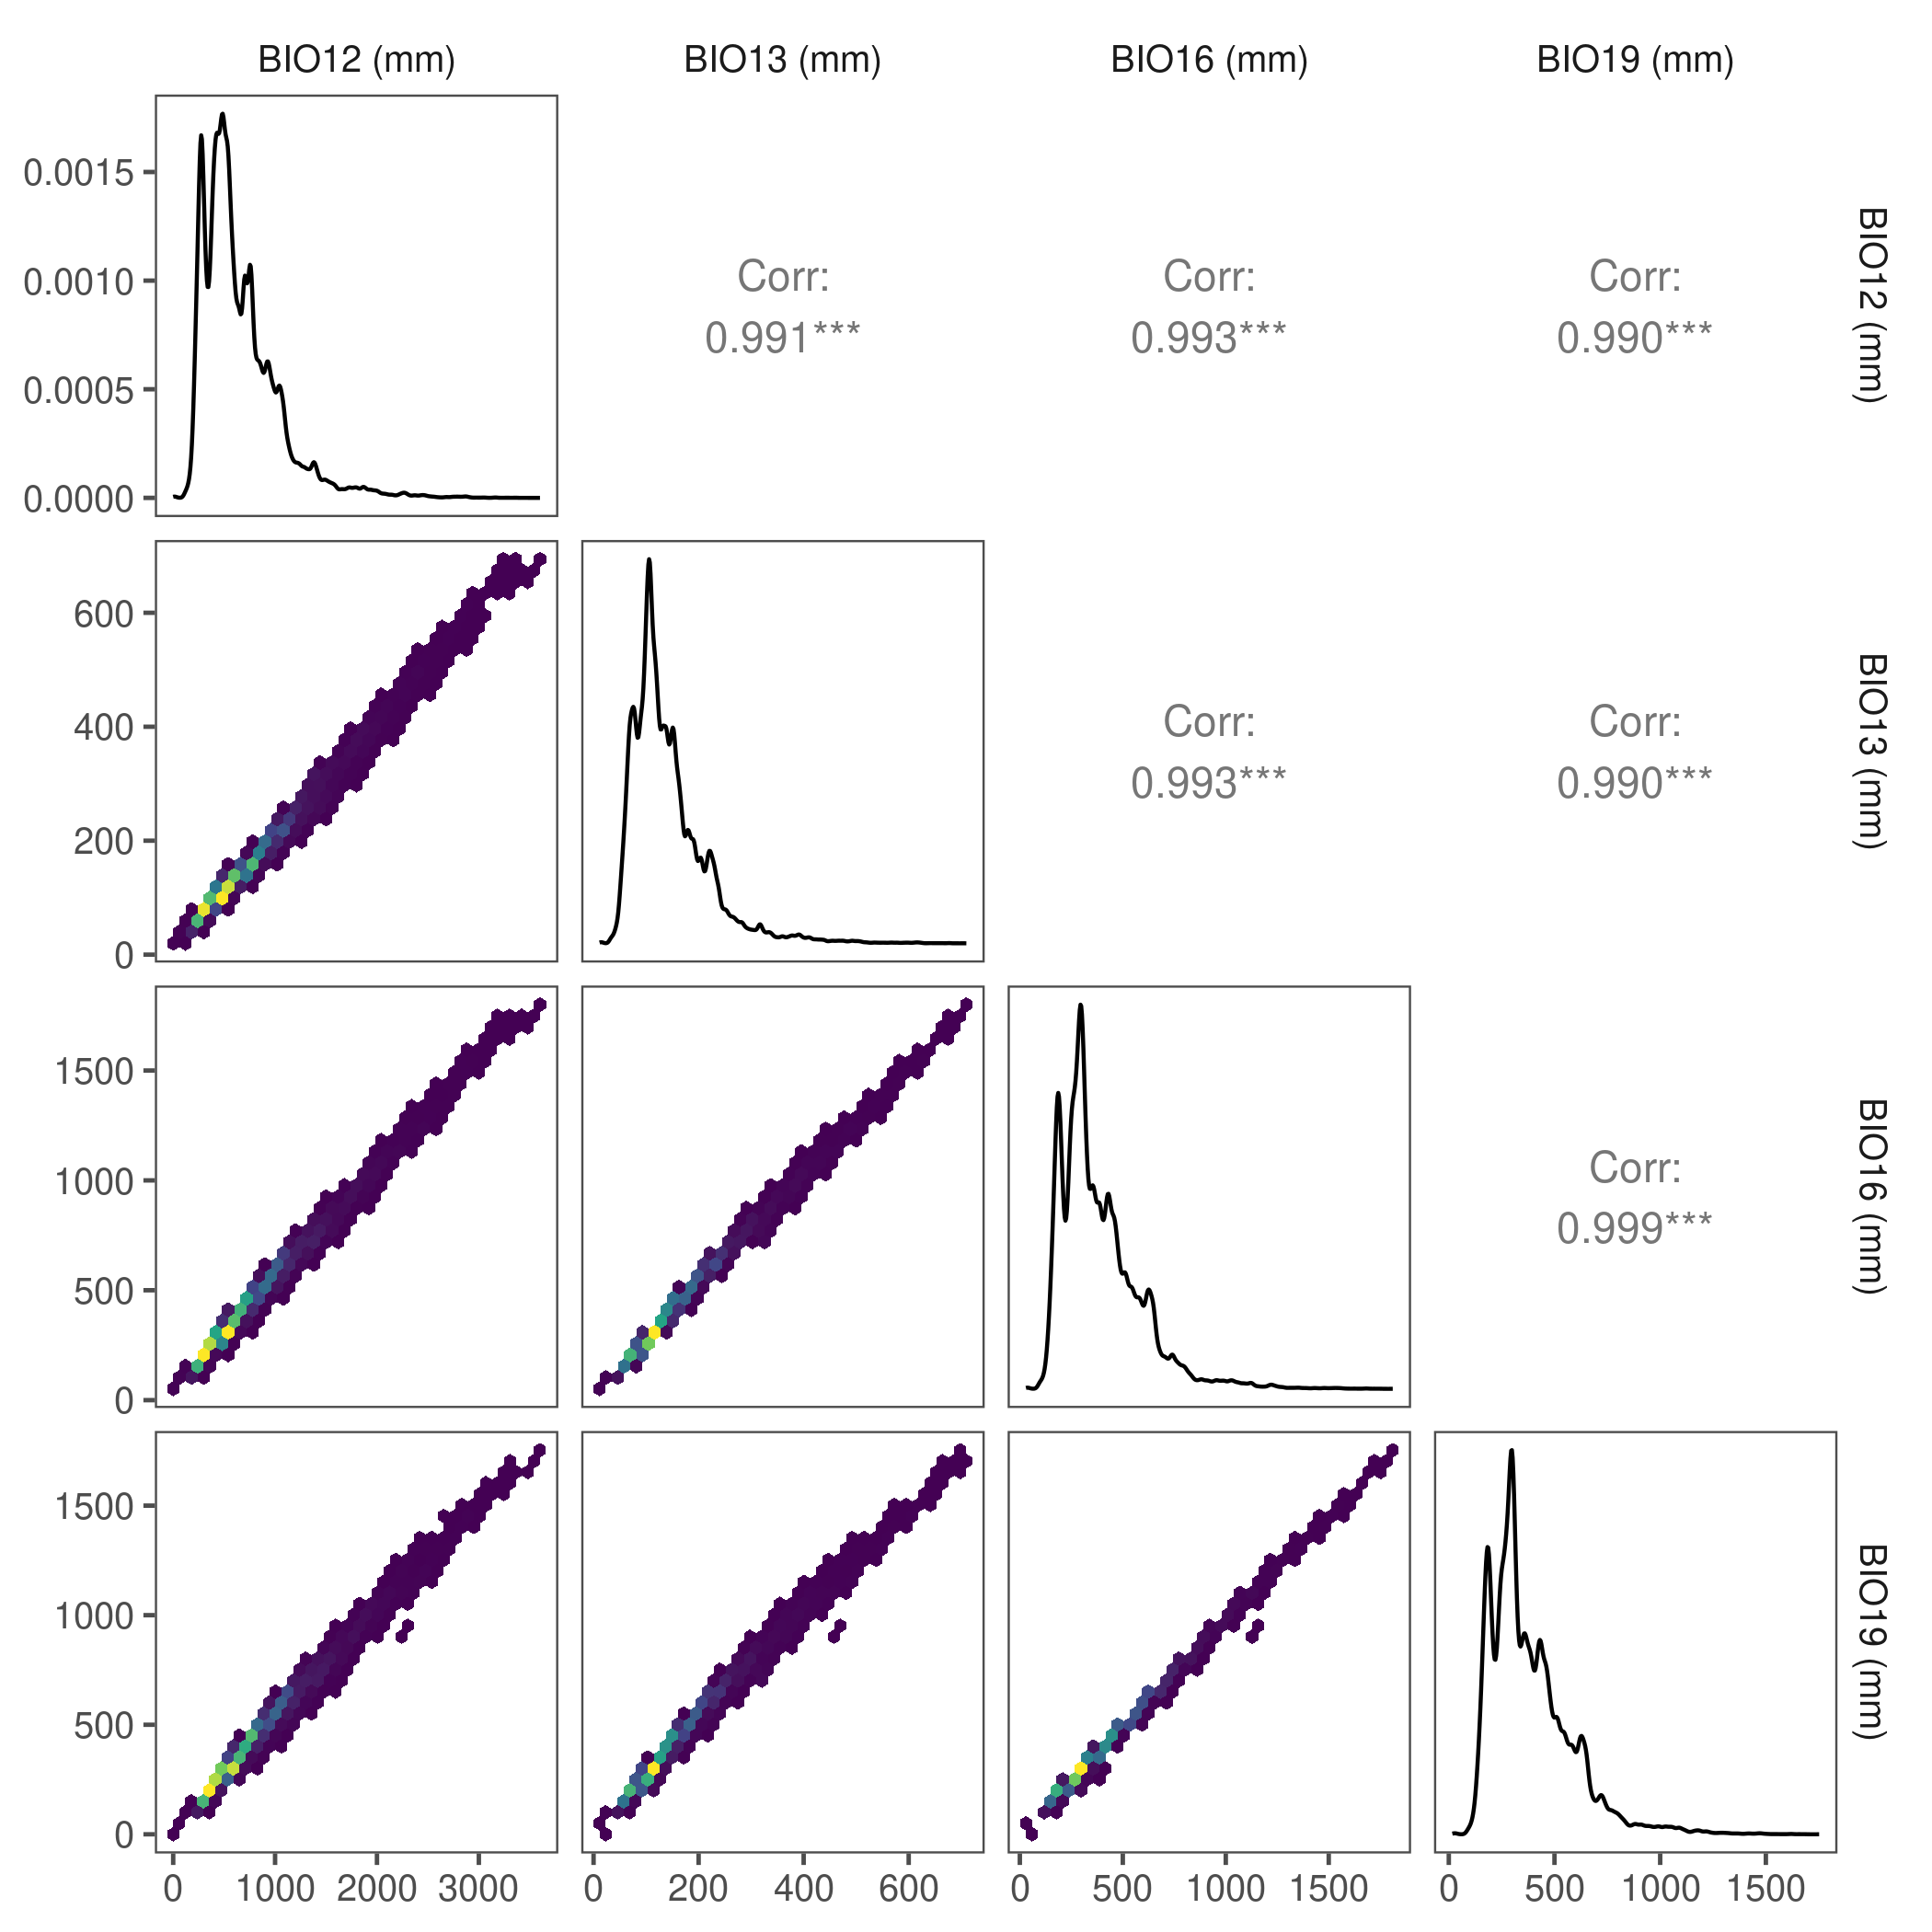 BIO12 (mm) BIO13 (mm) BIO16 (mm) BIO19 (mm)
0.0015
0.0010
0.0005
0.0000
Corr:
0.991***
Corr:
0.993***
Corr:
0.990***
BIO12 (mm)
600
400
200
0
Corr:
0.993***
Corr:
0.990***
BIO13 (mm)
1500
1000
500
0
Corr:
0.999***
BIO16 (mm)
1500
1000
500
0
BIO19 (mm)
0 1000 2000 3000 0 200 400 600 0 500 1000 1500 0 500 1000 1500